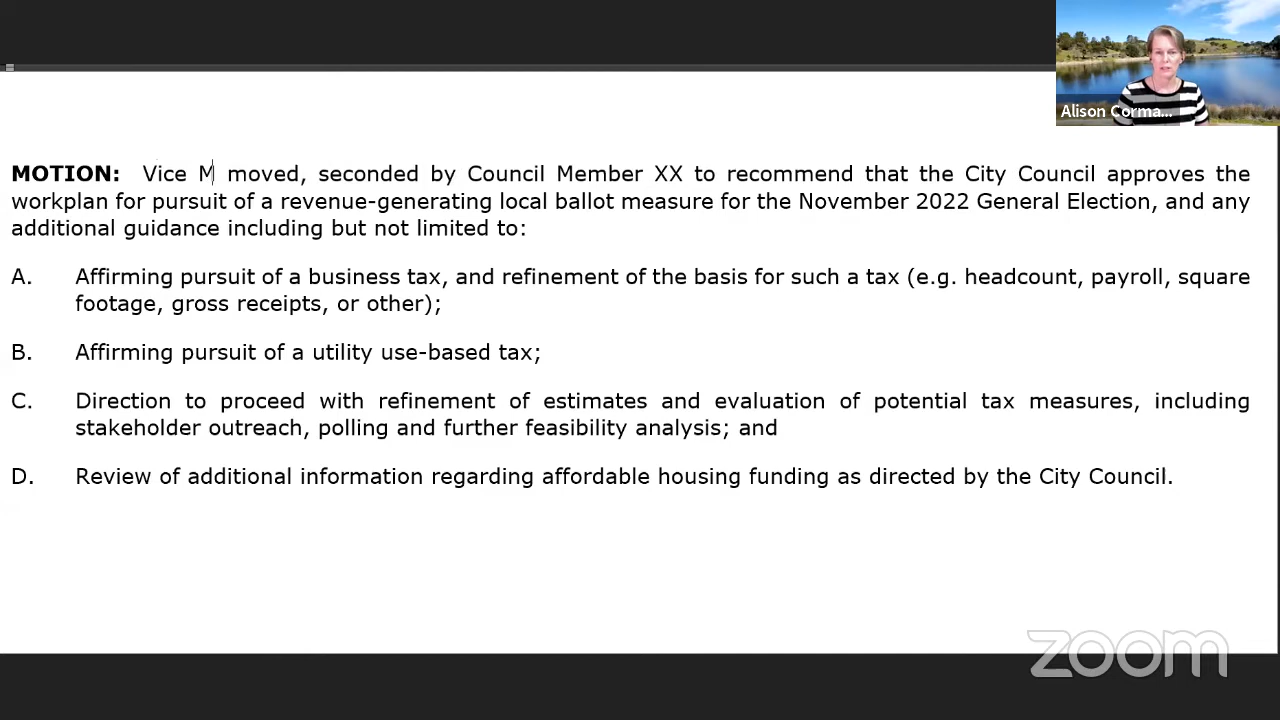 Alison Corma...
MOTION: Vice M moved, seconded by Council Member XX to recommend that the City Council approves the
workplan for pursuit of a revenue-generating local ballot measure for the November 2022 General Election, and any
additional guidance including but not limited to:
A. Affirming pursuit of a business tax, and refinement of the basis for such a tax (e.g. headcount, payroll, square
footage, gross receipts, or other);
B. Affirming pursuit of a utility use-based tax;
C. Direction to proceed with refinement of estimates and evaluation of potential tax measures, including
stakeholder outreach, polling and further feasibility analysis; and
D. Review of additional information regarding affordable housing funding as directed by the City Council.
zoom